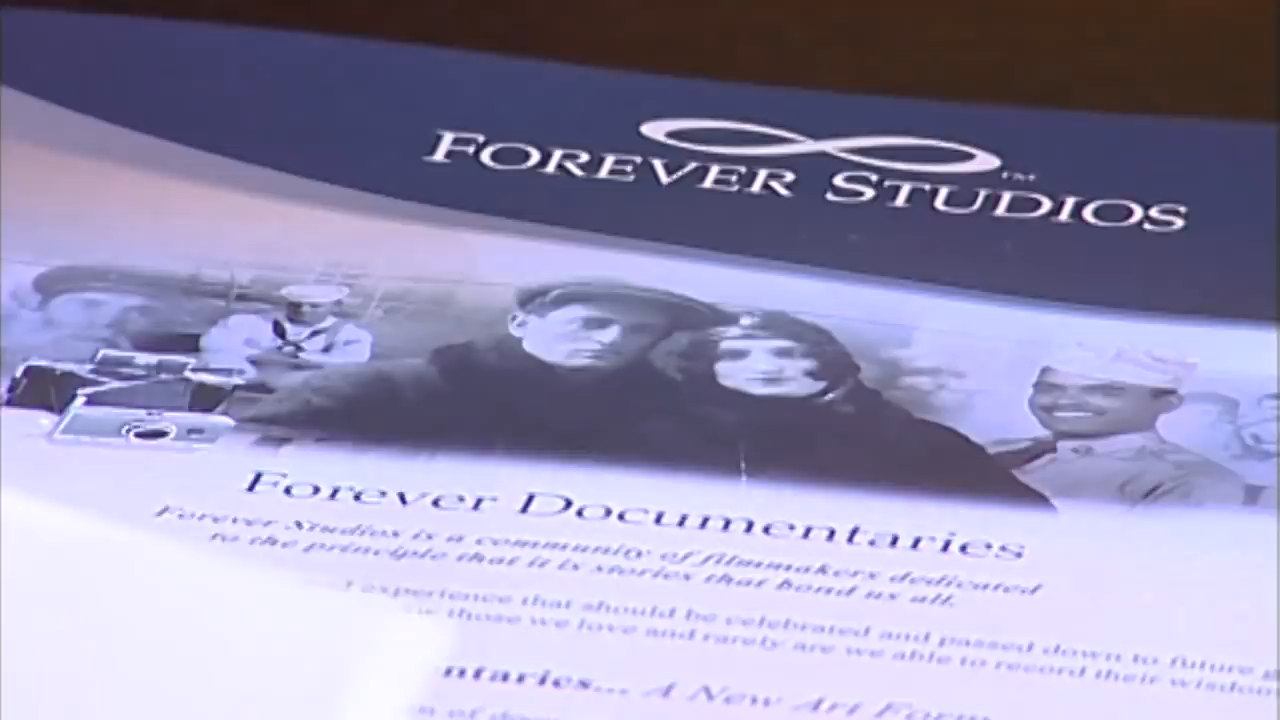 FOREVER STUDIOS™
Forever Documentaries
Forever Studios is a community of filmmakers dedicated
to the principle that it is stories that bond us all.
experience that should be celebrated and passed down to future
those we love and rarely are we able to record their wisdom
ntaries... A New Art Form